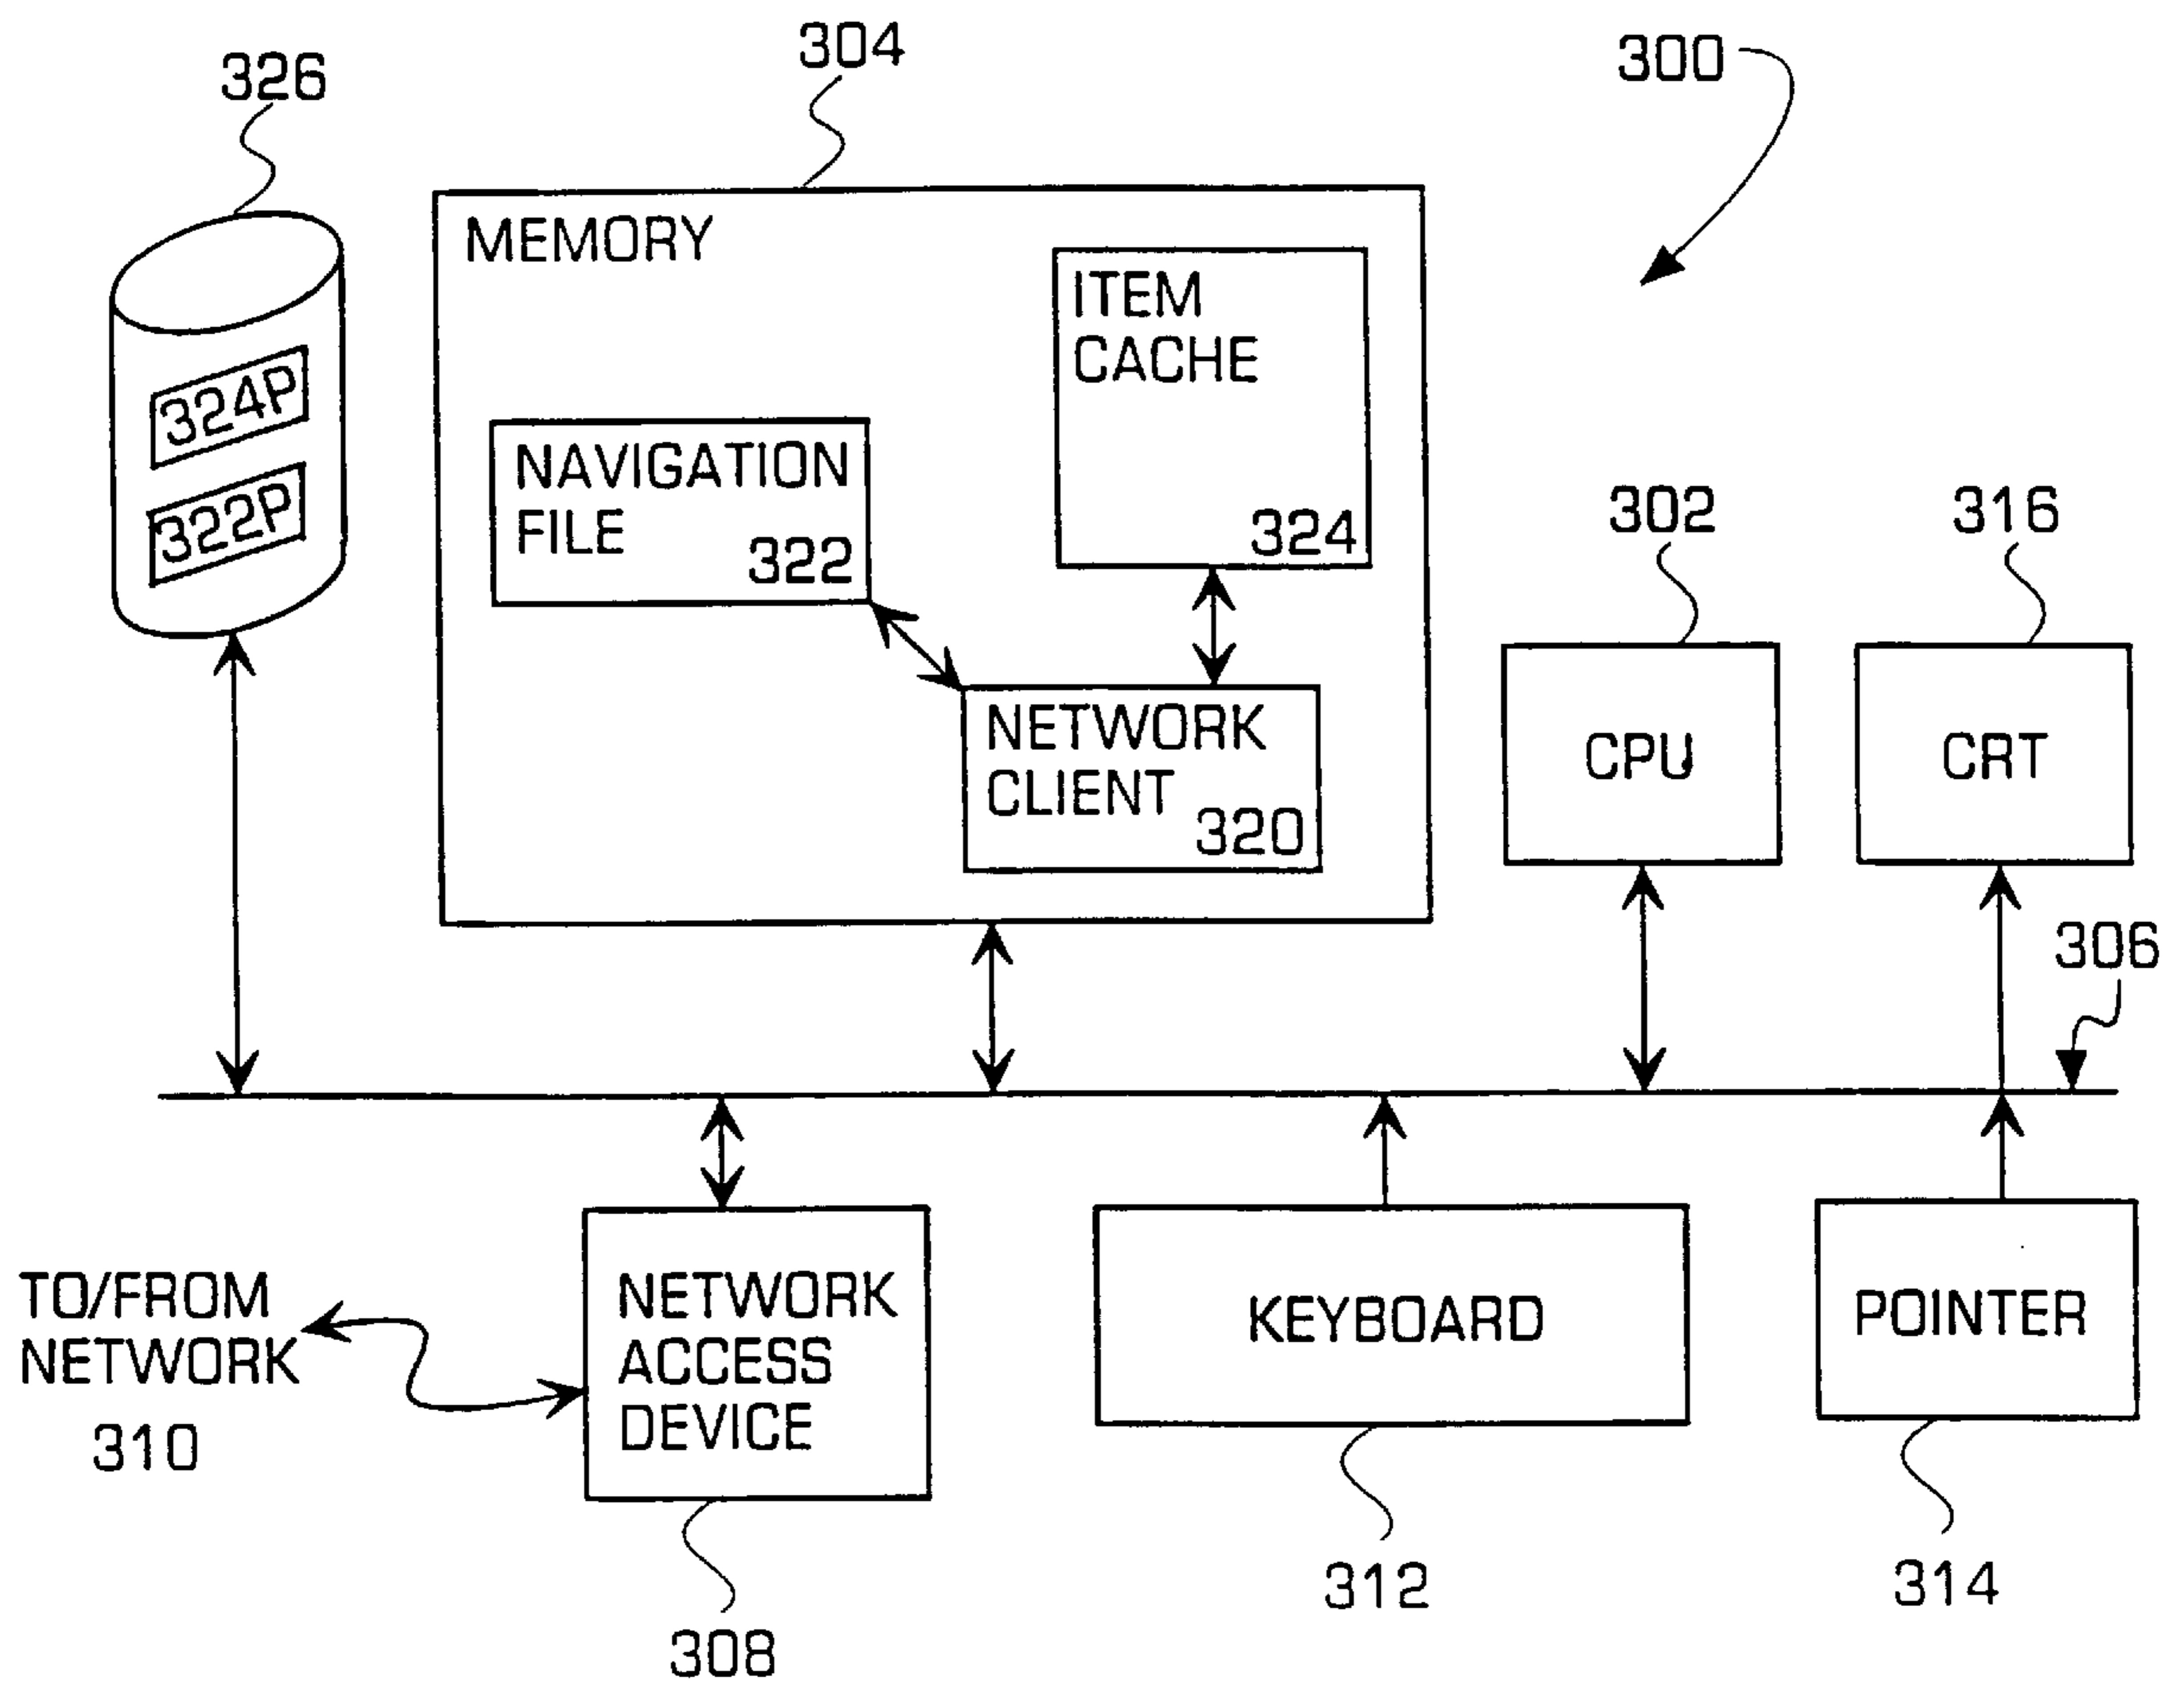 304
300
326
MEMORY
ITEM
CACHE
324
324P
322P
NAVIGATION
FILE
322
302
316
NETWORK
CLIENT
320
CPU
CRT
306
TO/FROM
NETWORK
310
NETWORK
ACCESS
DEVICE
KEYBOARD
POINTER
308
312
314